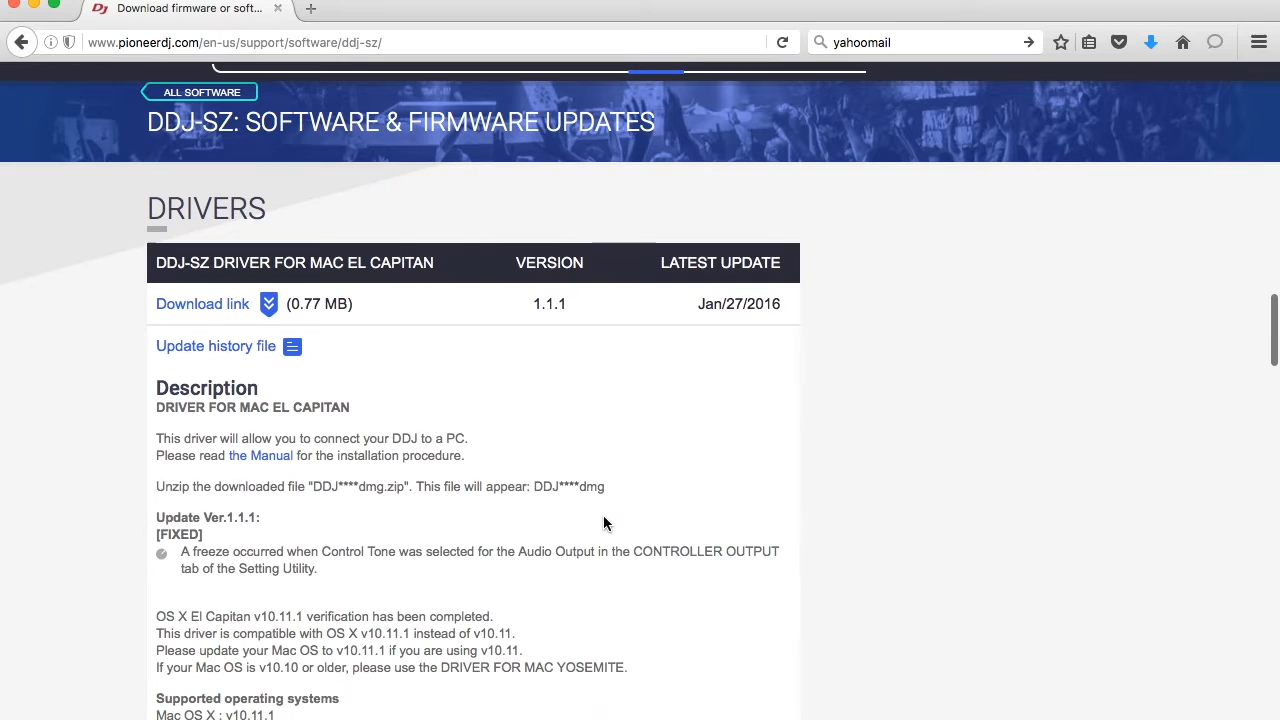 Download firmware or soft...
www.pioneerdj.com/en-us/support/software/ddj-sz/
yahoomail
ALL SOFTWARE
DDJ-SZ: SOFTWARE & FIRMWARE UPDATES
DRIVERS
DDJ-SZ DRIVER FOR MAC EL CAPITAN VERSION LATEST UPDATE
Download link (0.77 MB) 1.1.1 Jan/27/2016
Update history file
Description
DRIVER FOR MAC EL CAPITAN
This driver will allow you to connect your DDJ to a PC.
Please read the Manual for the installation procedure.
Unzip the downloaded file "DDJ****dmg.zip". This file will appear: DDJ****dmg
Update Ver.1.1.1:
[FIXED]
A freeze occurred when Control Tone was selected for the Audio Output in the CONTROLLER OUTPUT
tab of the Setting Utility.
OS X El Capitan v10.11.1 verification has been completed.
This driver is compatible with OS X v10.11.1 instead of v10.11.
Please update your Mac OS to v10.11.1 if you are using v10.11.
If your Mac OS is v10.10 or older, please use the DRIVER FOR MAC YOSEMITE.
Supported operating systems
Mac OS X : v10.11.1